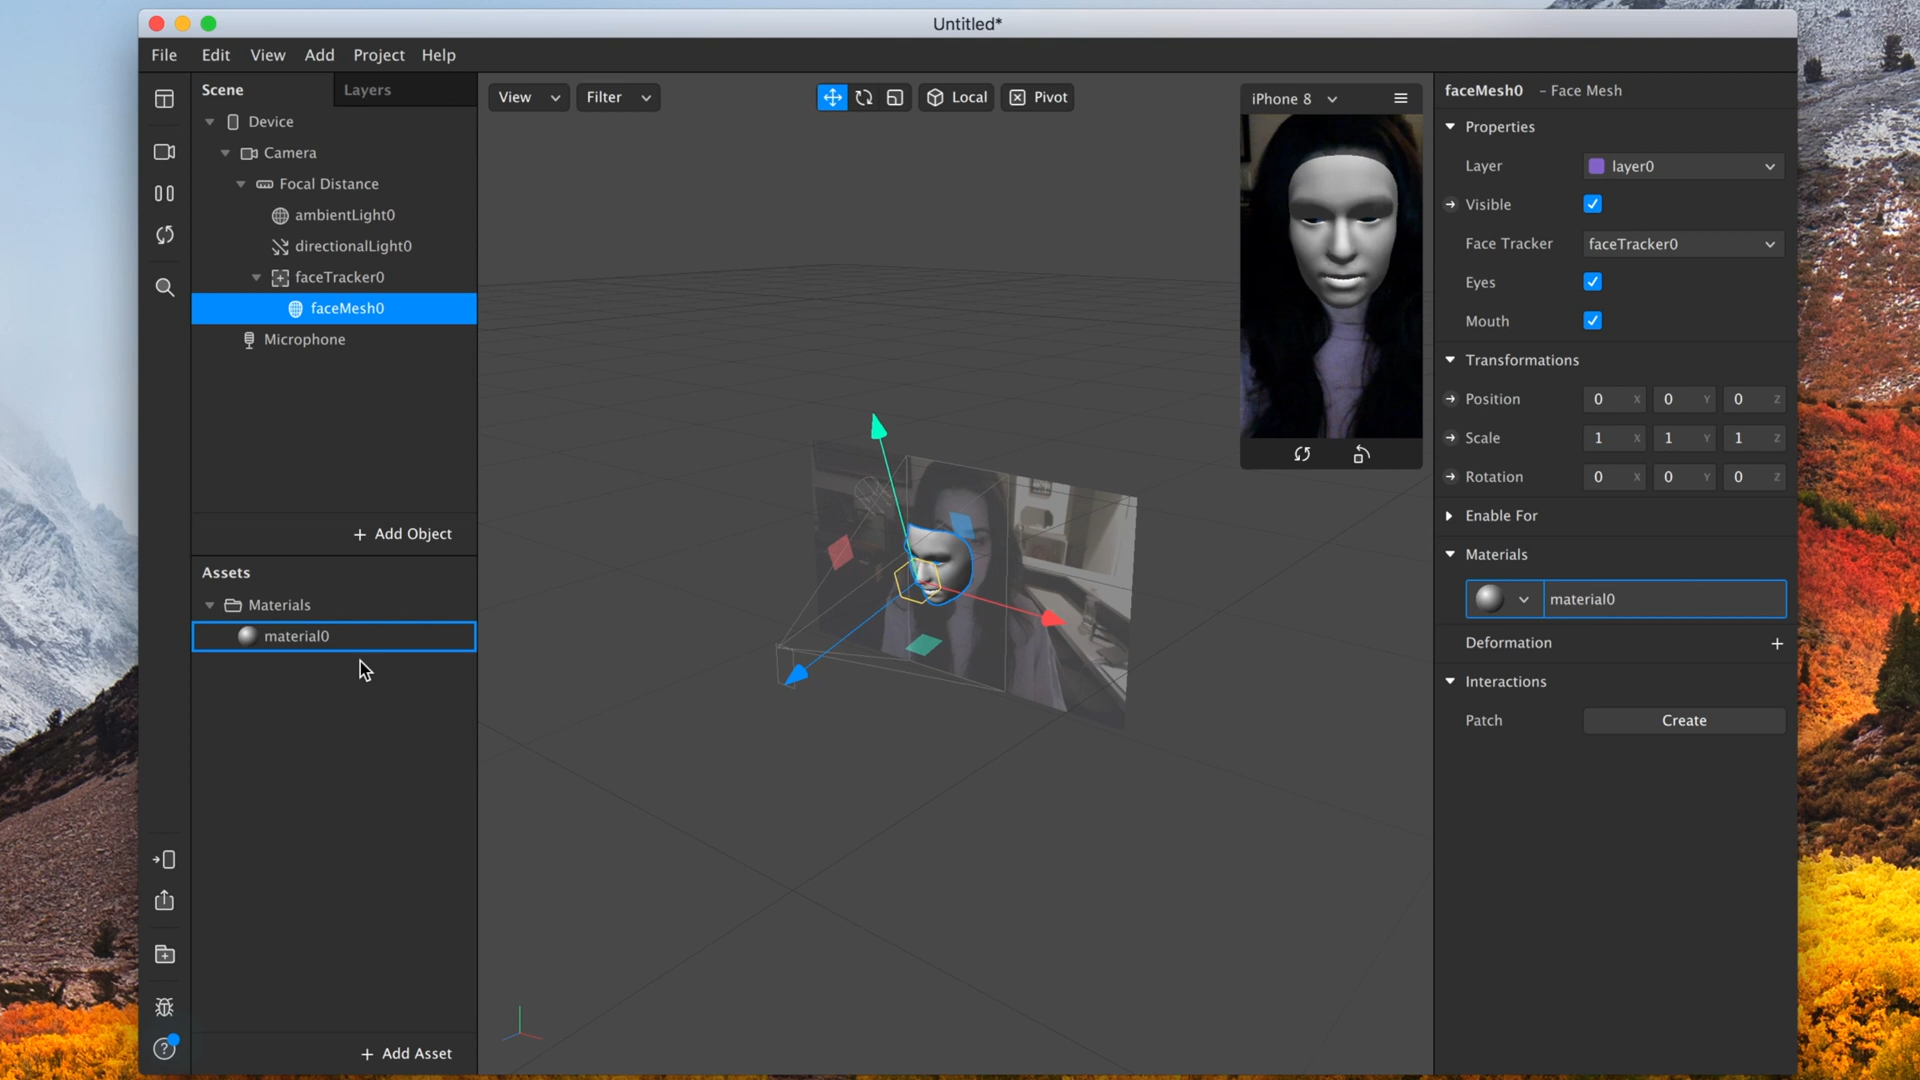 Untitled*
File Edit View Add Project Help
Scene Layers
Device
Camera
Focal Distance
ambientLight0
directionalLight0
faceTracker0
faceMesh0
Microphone
+ Add Object
Assets
Materials
material0
+ Add Asset
View Filter Local Pivot
iPhone 8
faceMesh0 – Face Mesh
Properties
Layer layer0
Visible
Face Tracker faceTracker0
Eyes
Mouth
Transformations
Position 0 X 0 Y 0 Z
Scale 1 X 1 Y 1 Z
Rotation 0 X 0 Y 0 Z
Enable For
Materials
material0
Deformation +
Interactions
Patch Create